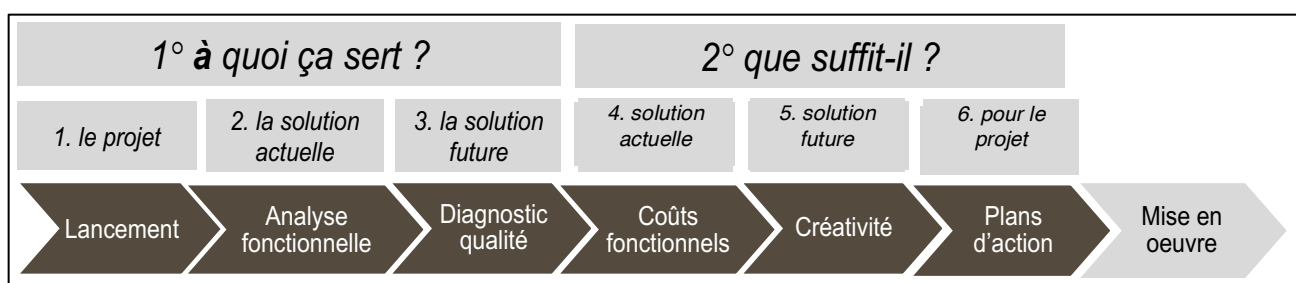 1° à quoi ça sert ?
2° que suffit-il ?
1. le projet
2. la solution
actuelle
3. la solution
future
4. solution
actuelle
5. solution
future
6. pour le
projet
Lancement
Analyse
fonctionnelle
Diagnostic
qualité
Coûts
fonctionnels
Créativité
Plans
d’action
Mise en
oeuvre